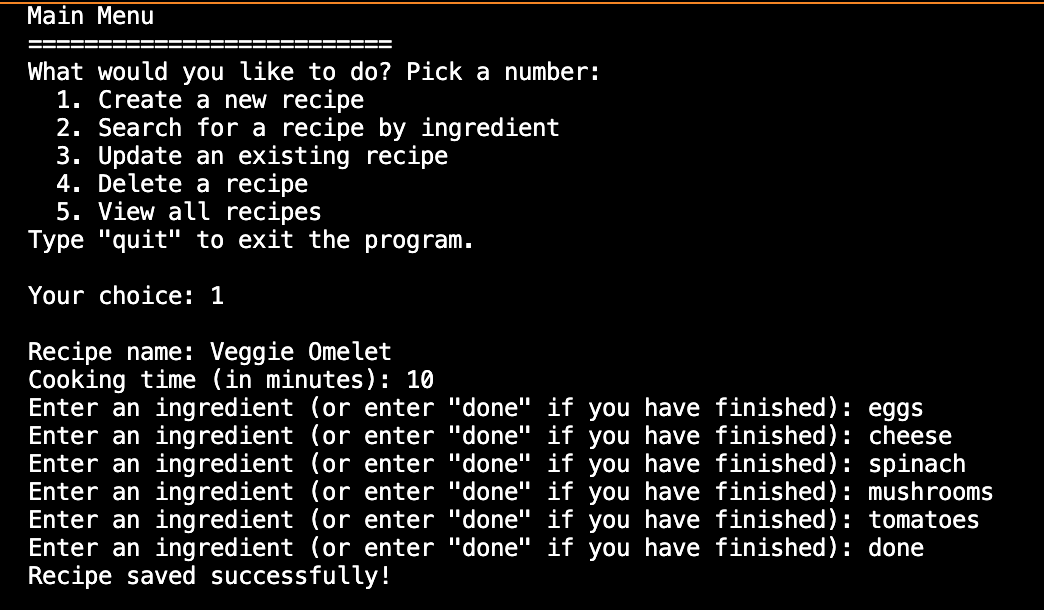 Main Menu
==========================
What would you like to do? Pick a number:
  1. Create a new recipe
  2. Search for a recipe by ingredient
  3. Update an existing recipe
  4. Delete a recipe
  5. View all recipes
Type "quit" to exit the program.

Your choice: 1

Recipe name: Veggie Omelet
Cooking time (in minutes): 10
Enter an ingredient (or enter "done" if you have finished): eggs
Enter an ingredient (or enter "done" if you have finished): cheese
Enter an ingredient (or enter "done" if you have finished): spinach
Enter an ingredient (or enter "done" if you have finished): mushrooms
Enter an ingredient (or enter "done" if you have finished): tomatoes
Enter an ingredient (or enter "done" if you have finished): done
Recipe saved successfully!